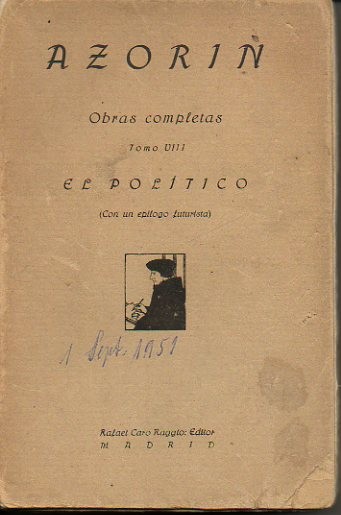 AZORIN
Obras completas
Tomo VIII
EL POLÍTICO
(Con un epílogo futurista)
1 Sept. 1951
Rafael Caro Raggio: Editor
MADRID